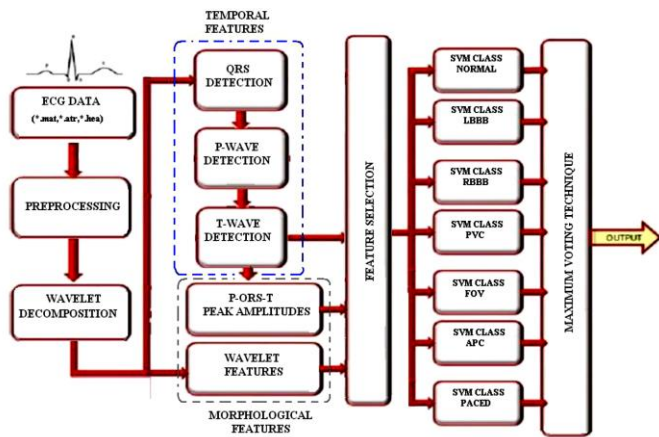 TEMPORAL
FEATURES
ECG DATA
(*.mat,*.atr,*.hea)
PREPROCESSING
WAVELET
DECOMPOSITION
QRS
DETECTION
P-WAVE
DETECTION
T-WAVE
DETECTION
P-QRS-T
PEAK AMPLITUDES
WAVELET
FEATURES
MORPHOLOGICAL
FEATURES
FEATURE SELECTION
SVM CLASS
NORMAL
SVM CLASS
LBBB
SVM CLASS
RBBB
SVM CLASS
PVC
SVM CLASS
FOV
SVM CLASS
APC
SVM CLASS
PACED
MAXIMUM VOTING TECHNIQUE
OUTPUT